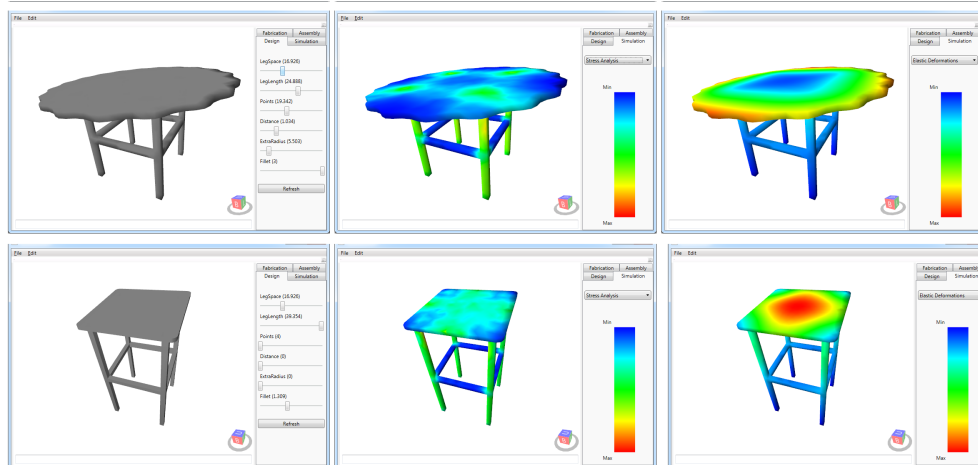 File Edit
Fabrication Assembly
Design Simulation
LegSpace (16.926)
LegLength (24.888)
Points (19.342)
Distance (1.034)
ExtraRadius (5.503)
Fillet (3)
Refresh
File Edit
Fabrication Assembly
Design Simulation
Stress Analysis
Min
Max
File Edit
Fabrication Assembly
Design Simulation
Elastic Deformations
Min
Max
File Edit
Fabrication Assembly
Design Simulation
LegSpace (16.926)
LegLength (39.354)
Points (4)
Distance (0)
ExtraRadius (0)
Fillet (1.309)
Refresh
File Edit
Fabrication Assembly
Design Simulation
Stress Analysis
Min
Max
File Edit
Fabrication Assembly
Design Simulation
Elastic Deformations
Min
Max